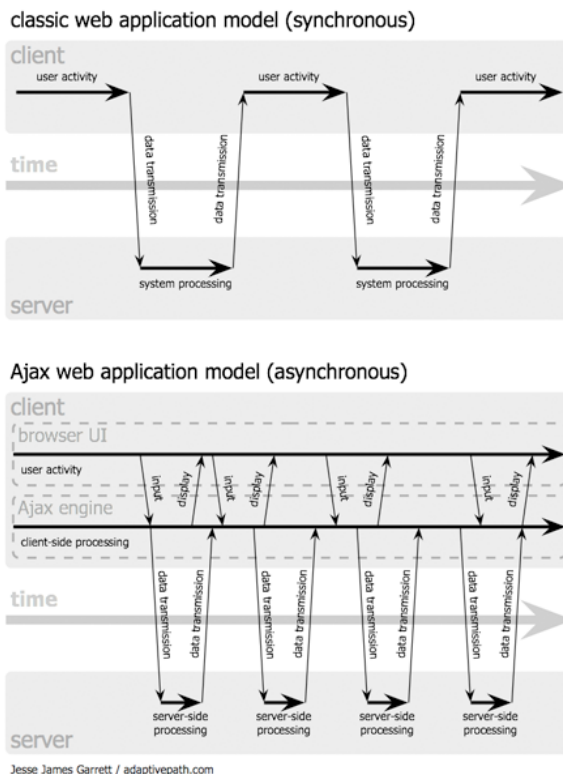 classic web application model (synchronous)
client
user activity
user activity
user activity
data transmission
data transmission
data transmission
data transmission
time
system processing
system processing
server
Ajax web application model (asynchronous)
client
browser UI
user activity
input
display
input
display
input
display
input
display
Ajax engine
client-side processing
data transmission
data transmission
data transmission
data transmission
data transmission
data transmission
data transmission
data transmission
time
server-side
processing
server-side
processing
server-side
processing
server-side
processing
server
Jesse James Garrett / adaptivepath.com